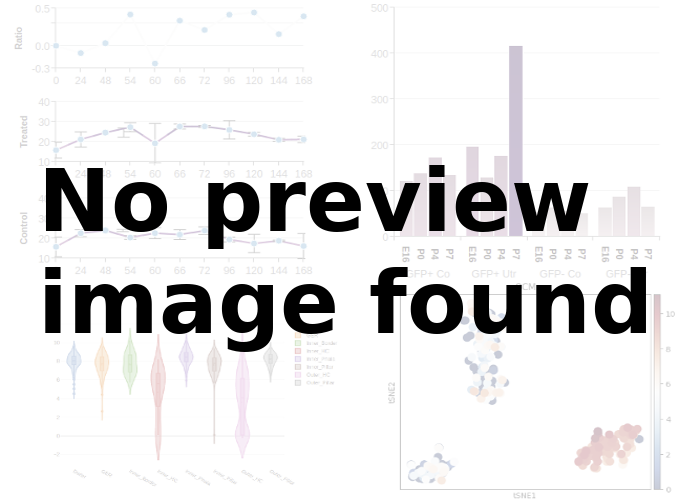 0.5
0.0
-0.3
Ratio
0 24 48 54 60 66 72 96 120 144 168
40
30
20
10
Treated
No preview
image found
Control
10
24 48 54 60 66 72 96 120 144 168
500
400
300
200
0
E16 P0 P4 P7 E16 P0 P4 P7 E16 P0 P4 P7 E16 P0 P4 P7
GFP+ Co GFP+ Utr GFP- Co GFP-
tSNE2
tSNE1
10
8
6
4
2
0